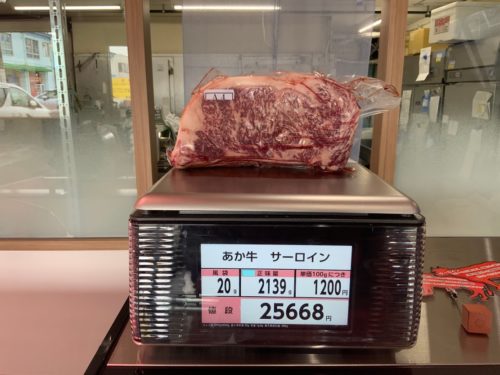 あか牛 サーロイン
風袋 正味量 単価100gにつき
20g 2139g 1200円
値段 25668円